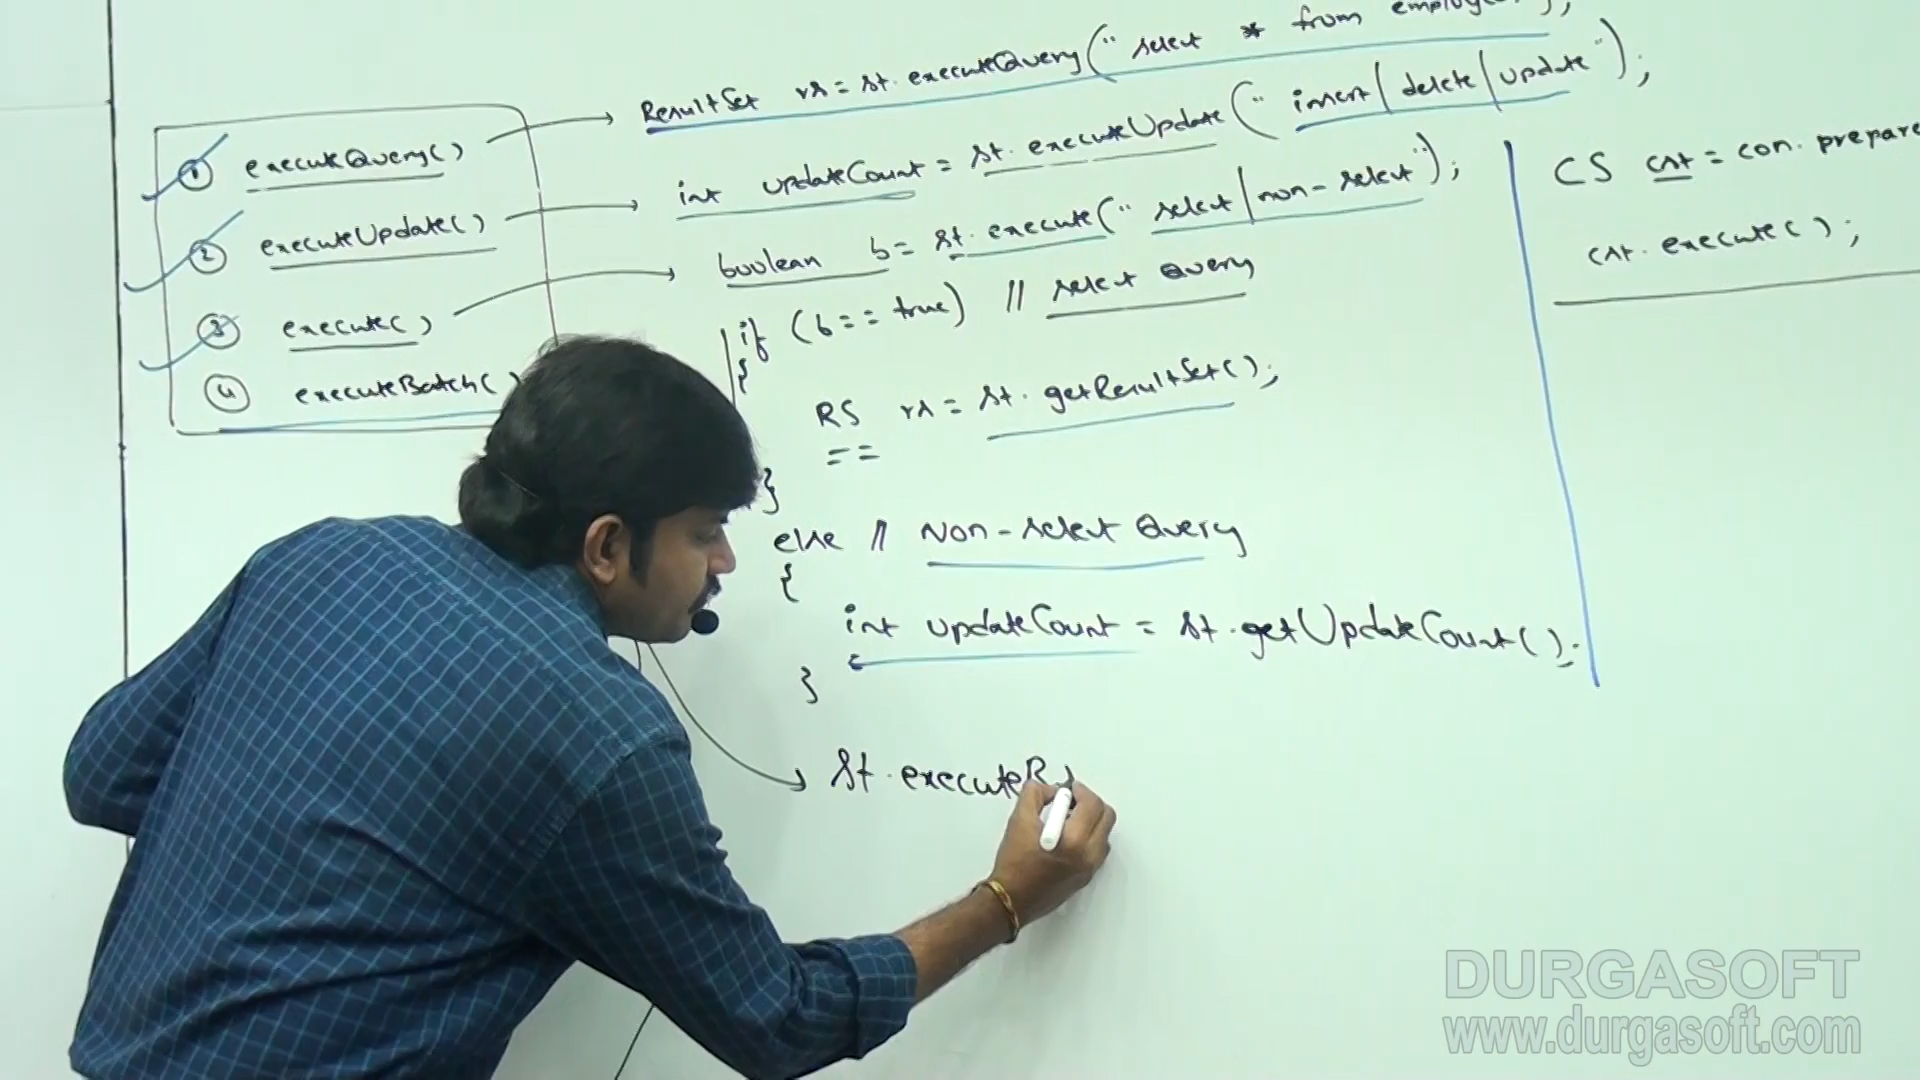 ResultSet rs = st.executeQuery("select * from
① executeQuery()
int updateCount = st.executeUpdate("insert/delete/update");
② executeUpdate()
boolean b = st.execute("select/non-select");
③ execute()
if (b == true) // select Query
{
④ executeBatch()
RS rs = st.getResultSet();
==
}
else // Non-select Query
{
int updateCount = st.getUpdateCount();
}
st.executeB
CS cst = con.prepare
cst.execute();
DURGASOFT
www.durgasoft.com